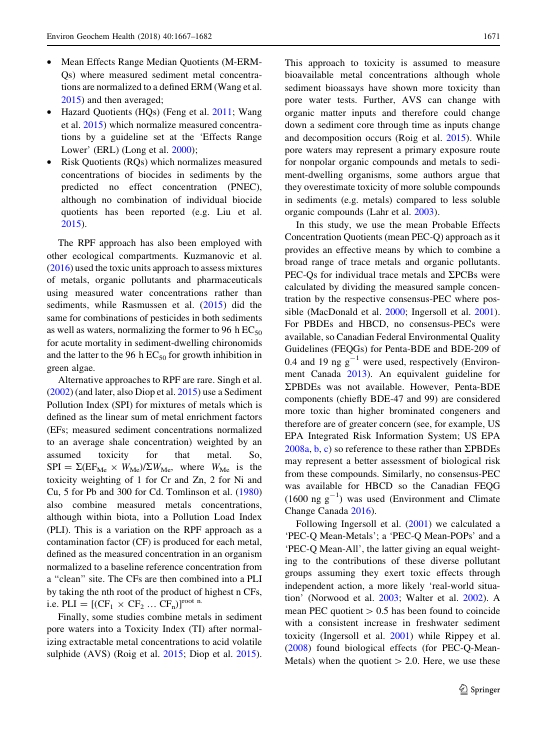 Environ Geochem Health (2018) 40:1667–1682
1671
• Mean Effects Range Median Quotients (M-ERM-
Qs) where measured sediment metal concentra-
tions are normalized to a defined ERM (Wang et al.
2015) and then averaged;
• Hazard Quotients (HQs) (Feng et al. 2011; Wang
et al. 2015) which normalize measured concentra-
tions by a guideline set at the 'Effects Range
Lower' (ERL) (Long et al. 2000);
• Risk Quotients (RQs) which normalizes measured
concentrations of biocides in sediments by the
predicted no effect concentration (PNEC),
although no combination of individual biocide
quotients has been reported (e.g. Liu et al.
2015).
The RPF approach has also been employed with
other ecological compartments. Kuzmanovic et al.
(2016) used the toxic units approach to assess mixtures
of metals, organic pollutants and pharmaceuticals
using measured water concentrations rather than
sediments, while Rasmussen et al. (2015) did the
same for combinations of pesticides in both sediments
as well as waters, normalizing the former to 96 h EC50
for acute mortality in sediment-dwelling chironomids
and the latter to the 96 h EC50 for growth inhibition in
green algae.
Alternative approaches to RPF are rare. Singh et al.
(2002) (and later, also Diop et al. 2015) use a Sediment
Pollution Index (SPI) for mixtures of metals which is
defined as the linear sum of metal enrichment factors
(EFs; measured sediment concentrations normalized
to an average shale concentration) weighted by an
assumed toxicity for that metal. So,
SPI = Σ(EFMe × WMe)/ΣWMe, where WMe is the
toxicity weighting of 1 for Cr and Zn, 2 for Ni and
Cu, 5 for Pb and 300 for Cd. Tomlinson et al. (1980)
also combine measured metals concentrations,
although within biota, into a Pollution Load Index
(PLI). This is a variation on the RPF approach as a
contamination factor (CF) is produced for each metal,
defined as the measured concentration in an organism
normalized to a baseline reference concentration from
a "clean" site. The CFs are then combined into a PLI
by taking the nth root of the product of highest n CFs,
i.e. PLI = [(CF1 × CF2 … CFn)]root n.
Finally, some studies combine metals in sediment
pore waters into a Toxicity Index (TI) after normal-
izing extractable metal concentrations to acid volatile
sulphide (AVS) (Roig et al. 2015; Diop et al. 2015).
This approach to toxicity is assumed to measure
bioavailable metal concentrations although whole
sediment bioassays have shown more toxicity than
pore water tests. Further, AVS can change with
organic matter inputs and therefore could change
down a sediment core through time as inputs change
and decomposition occurs (Roig et al. 2015). While
pore waters may represent a primary exposure route
for nonpolar organic compounds and metals to sedi-
ment-dwelling organisms, some authors argue that
they overestimate toxicity of more soluble compounds
in sediments (e.g. metals) compared to less soluble
organic compounds (Lahr et al. 2003).
In this study, we use the mean Probable Effects
Concentration Quotients (mean PEC-Q) approach as it
provides an effective means by which to combine a
broad range of trace metals and organic pollutants.
PEC-Qs for individual trace metals and ΣPCBs were
calculated by dividing the measured sample concen-
tration by the respective consensus-PEC where pos-
sible (MacDonald et al. 2000; Ingersoll et al. 2001).
For PBDEs and HBCD, no consensus-PECs were
available, so Canadian Federal Environmental Quality
Guidelines (FEQGs) for Penta-BDE and BDE-209 of
0.4 and 19 ng g−1 were used, respectively (Environ-
ment Canada 2013). An equivalent guideline for
ΣPBDEs was not available. However, Penta-BDE
components (chiefly BDE-47 and 99) are considered
more toxic than higher brominated congeners and
therefore are of greater concern (see, for example, US
EPA Integrated Risk Information System; US EPA
2008a, b, c) so reference to these rather than ΣPBDEs
may represent a better assessment of biological risk
from these compounds. Similarly, no consensus-PEC
was available for HBCD so the Canadian FEQG
(1600 ng g−1) was used (Environment and Climate
Change Canada 2016).
Following Ingersoll et al. (2001) we calculated a
'PEC-Q Mean-Metals'; a 'PEC-Q Mean-POPs' and a
'PEC-Q Mean-All', the latter giving an equal weight-
ing to the contributions of these diverse pollutant
groups assuming they exert toxic effects through
independent action, a more likely 'real-world situa-
tion' (Norwood et al. 2003; Walter et al. 2002). A
mean PEC quotient > 0.5 has been found to coincide
with a consistent increase in freshwater sediment
toxicity (Ingersoll et al. 2001) while Rippey et al.
(2008) found biological effects (for PEC-Q-Mean-
Metals) when the quotient > 2.0. Here, we use these
Springer